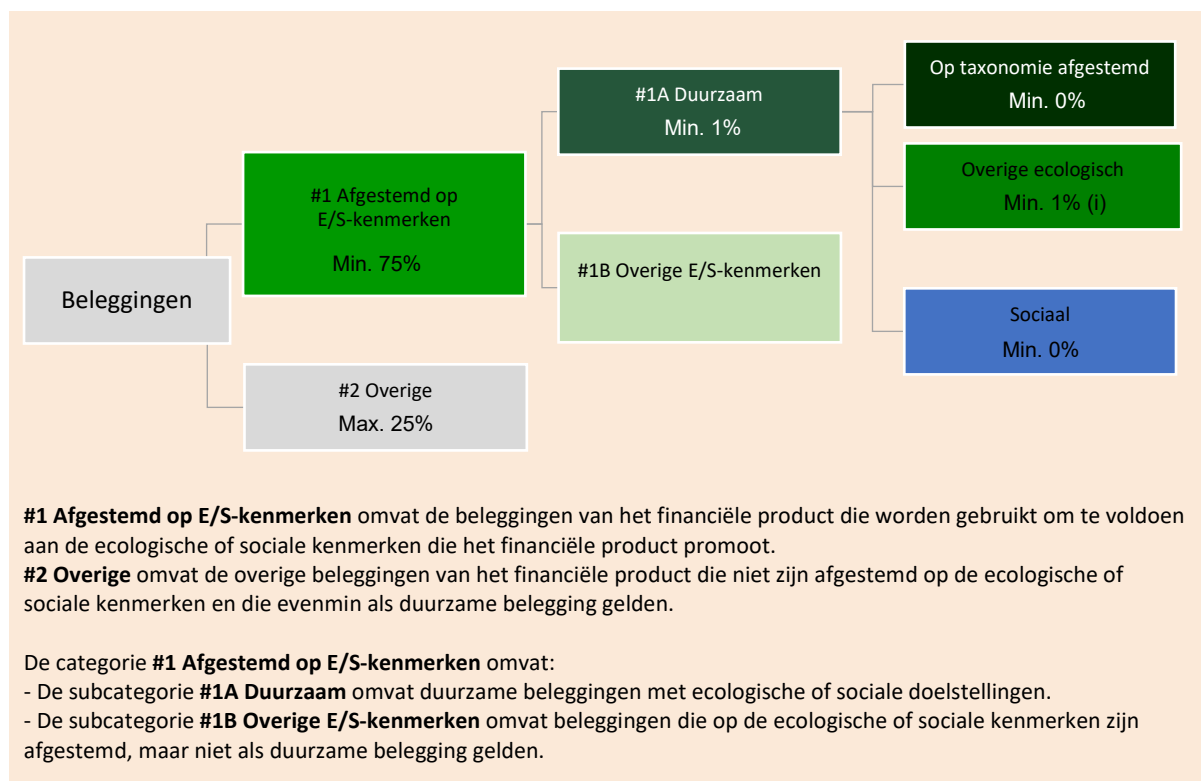 Beleggingen
#1 Afgestemd op
E/S-kenmerken
Min. 75%
#2 Overige
Max. 25%
#1A Duurzaam
Min. 1%
#1B Overige E/S-kenmerken
Op taxonomie afgestemd
Min. 0%
Overige ecologisch
Min. 1% (i)
Sociaal
Min. 0%
#1 Afgestemd op E/S-kenmerken omvat de beleggingen van het financiële product die worden gebruikt om te voldoen
aan de ecologische of sociale kenmerken die het financiële product promoot.
#2 Overige omvat de overige beleggingen van het financiële product die niet zijn afgestemd op de ecologische of
sociale kenmerken en die evenmin als duurzame belegging gelden.
De categorie #1 Afgestemd op E/S-kenmerken omvat:
- De subcategorie #1A Duurzaam omvat duurzame beleggingen met ecologische of sociale doelstellingen.
- De subcategorie #1B Overige E/S-kenmerken omvat beleggingen die op de ecologische of sociale kenmerken zijn
afgestemd, maar niet als duurzame belegging gelden.